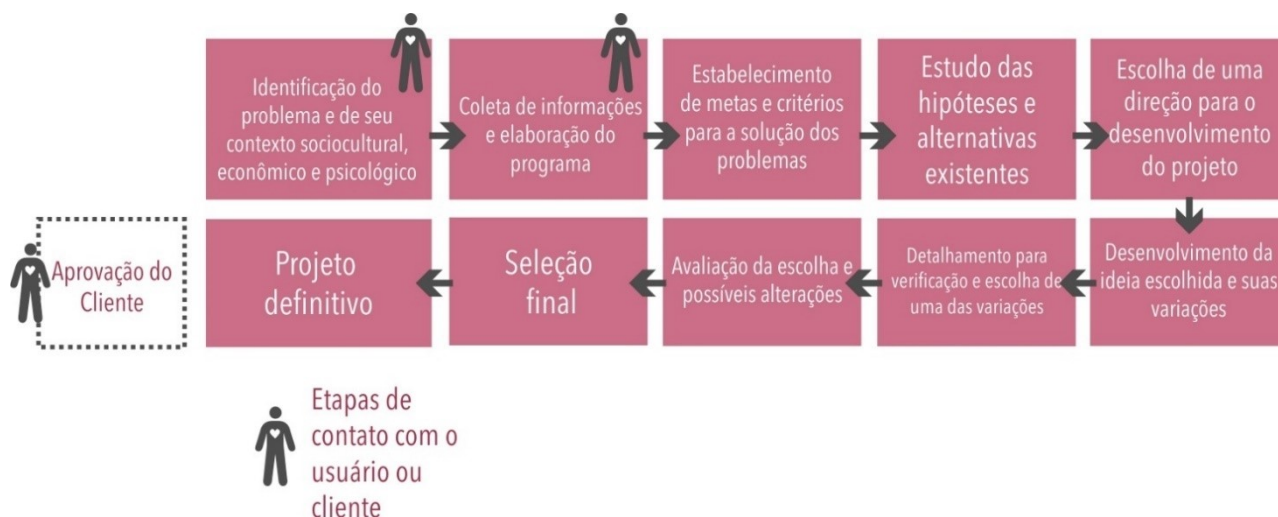 Identificação do
problema e de seu
contexto sociocultural,
econômico e psicológico
Coleta de informações
e elaboração do
programa
Estabelecimento
de metas e critérios
para a solução dos
problemas
Estudo das
hipóteses e
alternativas
existentes
Escolha de uma
direção para o
desenvolvimento
do projeto
Aprovação do
Cliente
Projeto
definitivo
Seleção
final
Avaliação da escolha e
possíveis alterações
Detalhamento para
verificação e escolha de
uma das variações
Desenvolvimento da
ideia escolhida e suas
variações
Etapas de
contato com o
usuário ou
cliente